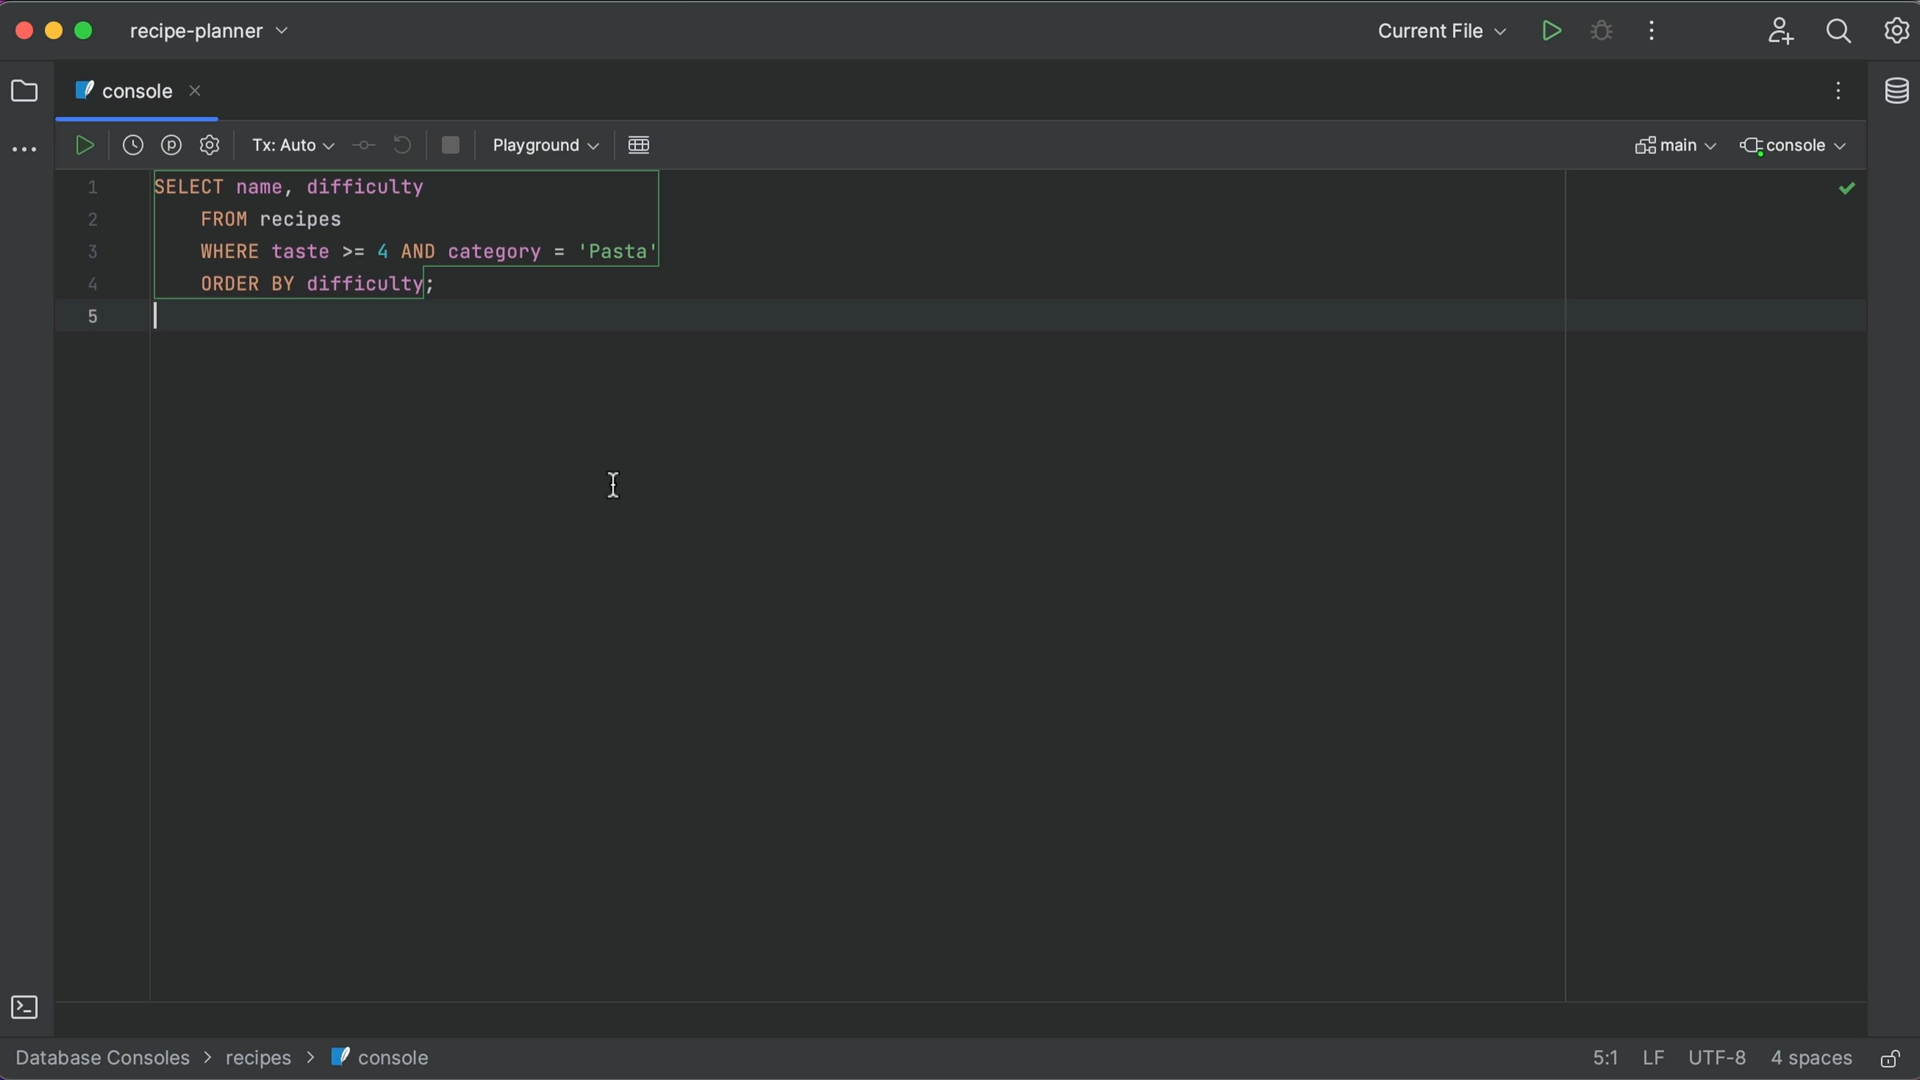 recipe-planner
Current File
console
Tx: Auto
Playground
main
console
1 SELECT name, difficulty
2 FROM recipes
3 WHERE taste >= 4 AND category = 'Pasta'
4 ORDER BY difficulty;
5
Database Consoles > recipes > console
5:1 LF UTF-8 4 spaces